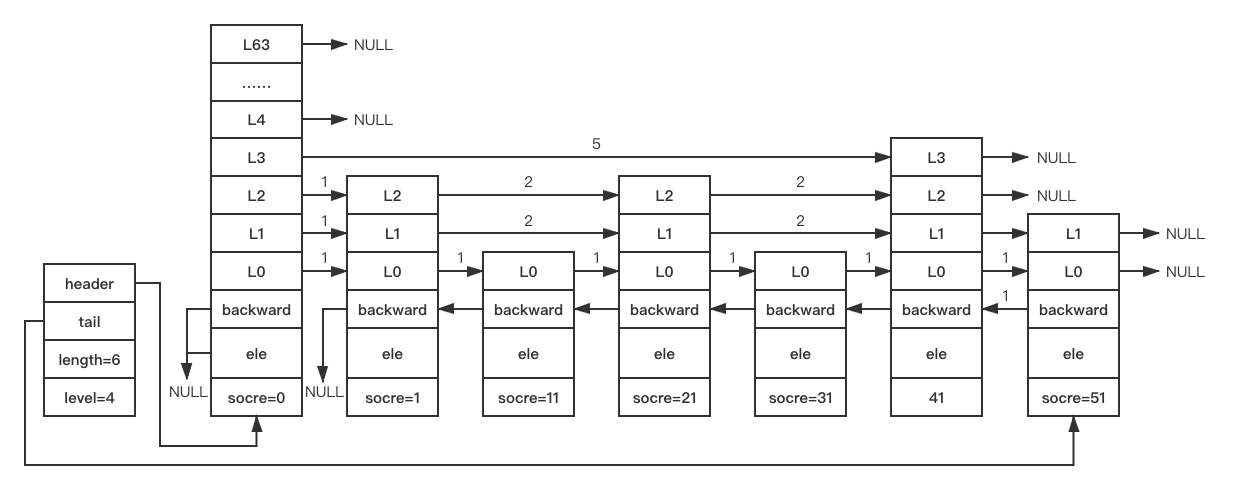 L63 NULL
......
L4 NULL
L3 5 L3 NULL
L2 1 L2 2 L2 2 L2 NULL
L1 1 L1 2 L1 2 L1 L1 NULL
L0 1 L0 1 L0 1 L0 1 L0 1 L0 1 L0 NULL
header
backward backward backward backward backward backward 1 backward
tail
ele ele ele ele ele ele ele
length=6
NULL NULL
level=4 socre=0 socre=1 socre=11 socre=21 socre=31 41 socre=51